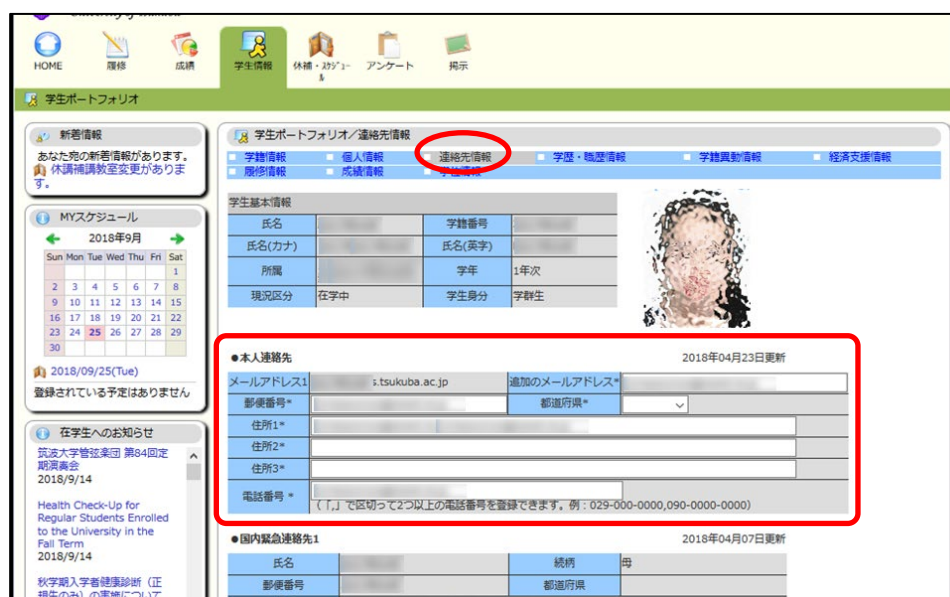 HOME 履修 成績 学生情報 休補・ｽｹｼﾞｭｰﾙ アンケート 掲示
学生ポートフォリオ
新着情報
あなた宛の新着情報があります。
休講補講教室変更があります。
MYスケジュール
2018年9月
Sun Mon Tue Wed Thu Fri Sat
1
2 3 4 5 6 7 8
9 10 11 12 13 14 15
16 17 18 19 20 21 22
23 24 25 26 27 28 29
30
2018/09/25(Tue)
登録されている予定はありません
在学生へのお知らせ
筑波大学管弦楽団 第84回定
期演奏会
2018/9/14
Health Check-Up for
Regular Students Enrolled
to the University in the
Fall Term
2018/9/14
秋学期入学者健康診断（正
規生のみ）の実施について
学生ポートフォリオ／連絡先情報
学籍情報 個人情報 連絡先情報 学歴・職歴情報 学籍異動情報 経済支援情報
履修情報 成績情報 学位情報
学生基本情報
氏名 学籍番号
氏名(カナ) 氏名(英字)
所属 学年 1年次
現況区分 在学中 学生身分 学群生
●本人連絡先 2018年04月23日更新
メールアドレス1 s.tsukuba.ac.jp 追加のメールアドレス*
郵便番号* 都道府県*
住所1*
住所2*
住所3*
電話番号 *
（「,」で区切って2つ以上の電話番号を登録できます。例：029-000-0000,090-0000-0000）
●国内緊急連絡先1 2018年04月07日更新
氏名 続柄 母
郵便番号 都道府県